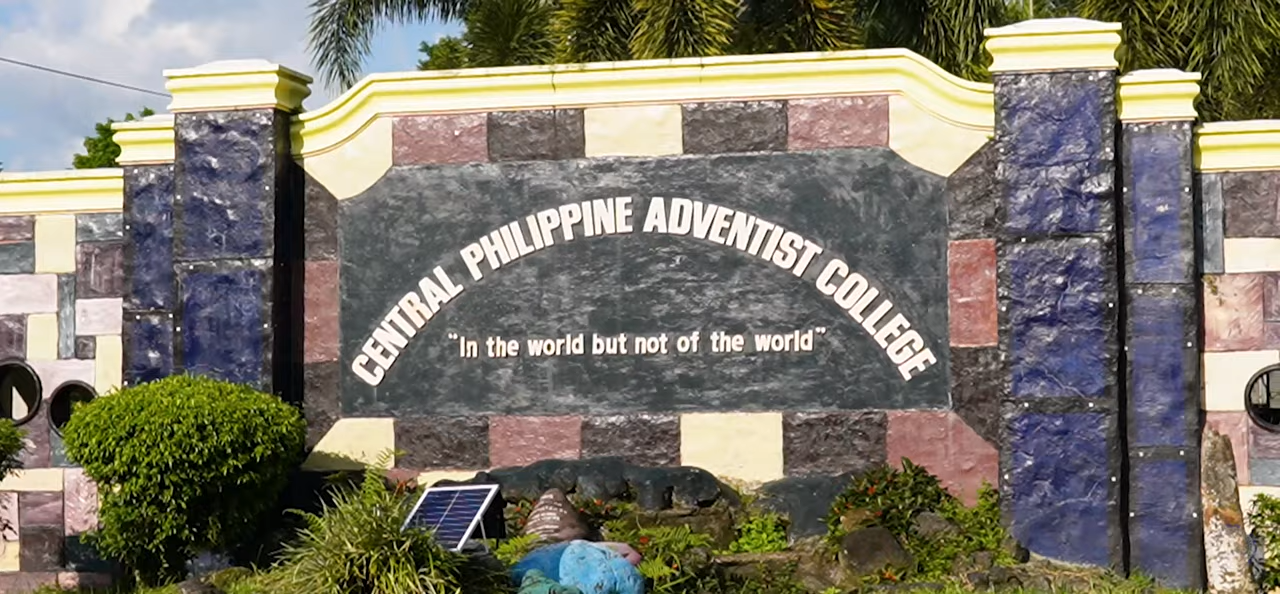 CENTRAL PHILIPPINE ADVENTIST COLLEGE
"In the world but not of the world"